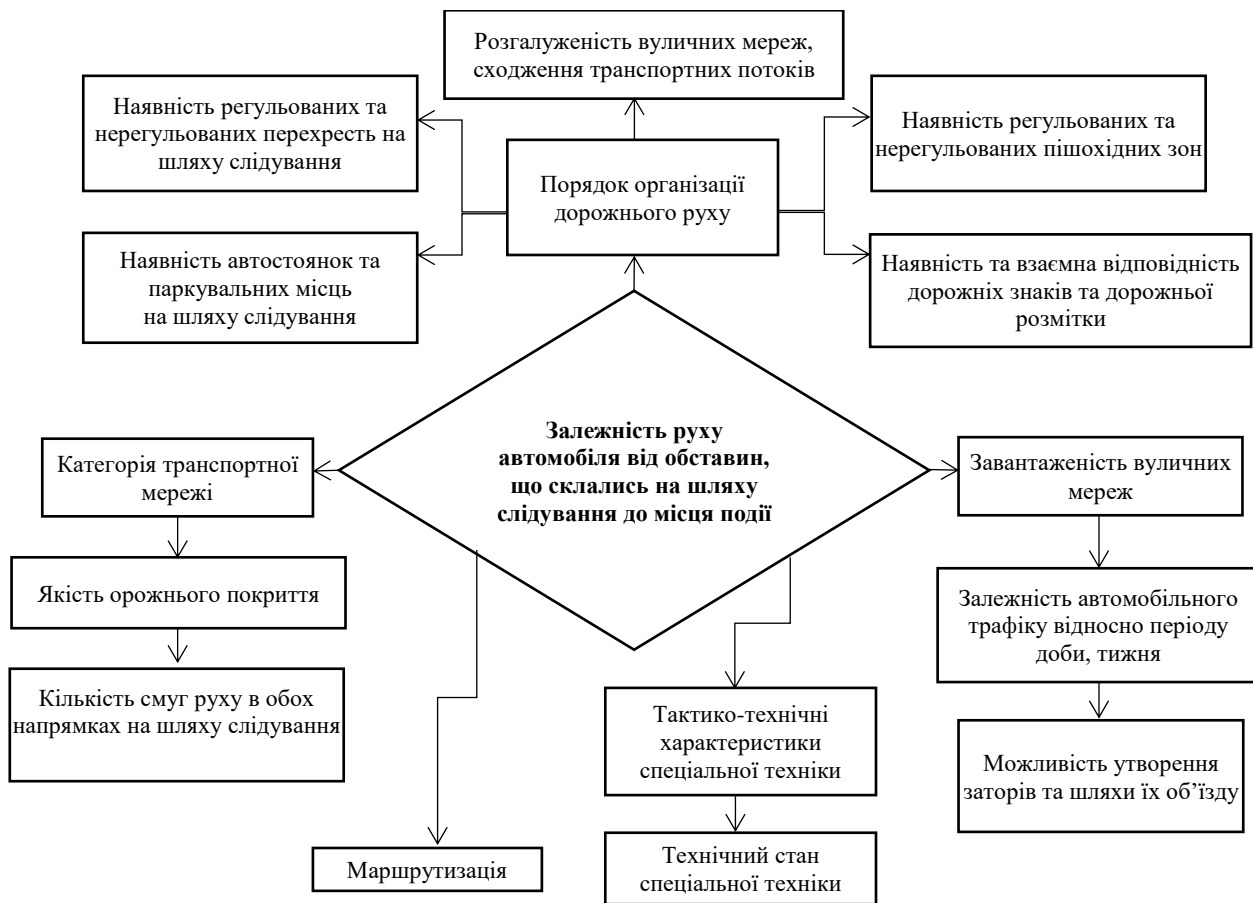 Розгалуженість вуличних мереж,
сходження транспортних потоків
Наявність регульованих та
нерегульованих перехресть на
шляху слідування
Наявність регульованих та
нерегульованих пішохідних зон
Порядок організації
дорожнього руху
Наявність автостоянок та
паркувальних місць
на шляху слідування
Наявність та взаємна відповідність
дорожніх знаків та дорожньої
розмітки
Залежність руху
автомобіля від обставин,
що склались на шляху
слідування до місця події
Категорія транспортної
мережі
Завантаженість вуличних
мереж
Якість орожнього покриття
Залежність автомобільного
трафіку відносно періоду
доби, тижня
Кількість смуг руху в обох
напрямках на шляху слідування
Тактико-технічні
характеристики
спеціальної техніки
Можливість утворення
заторів та шляхи їх об’їзду
Маршрутизація
Технічний стан
спеціальної техніки